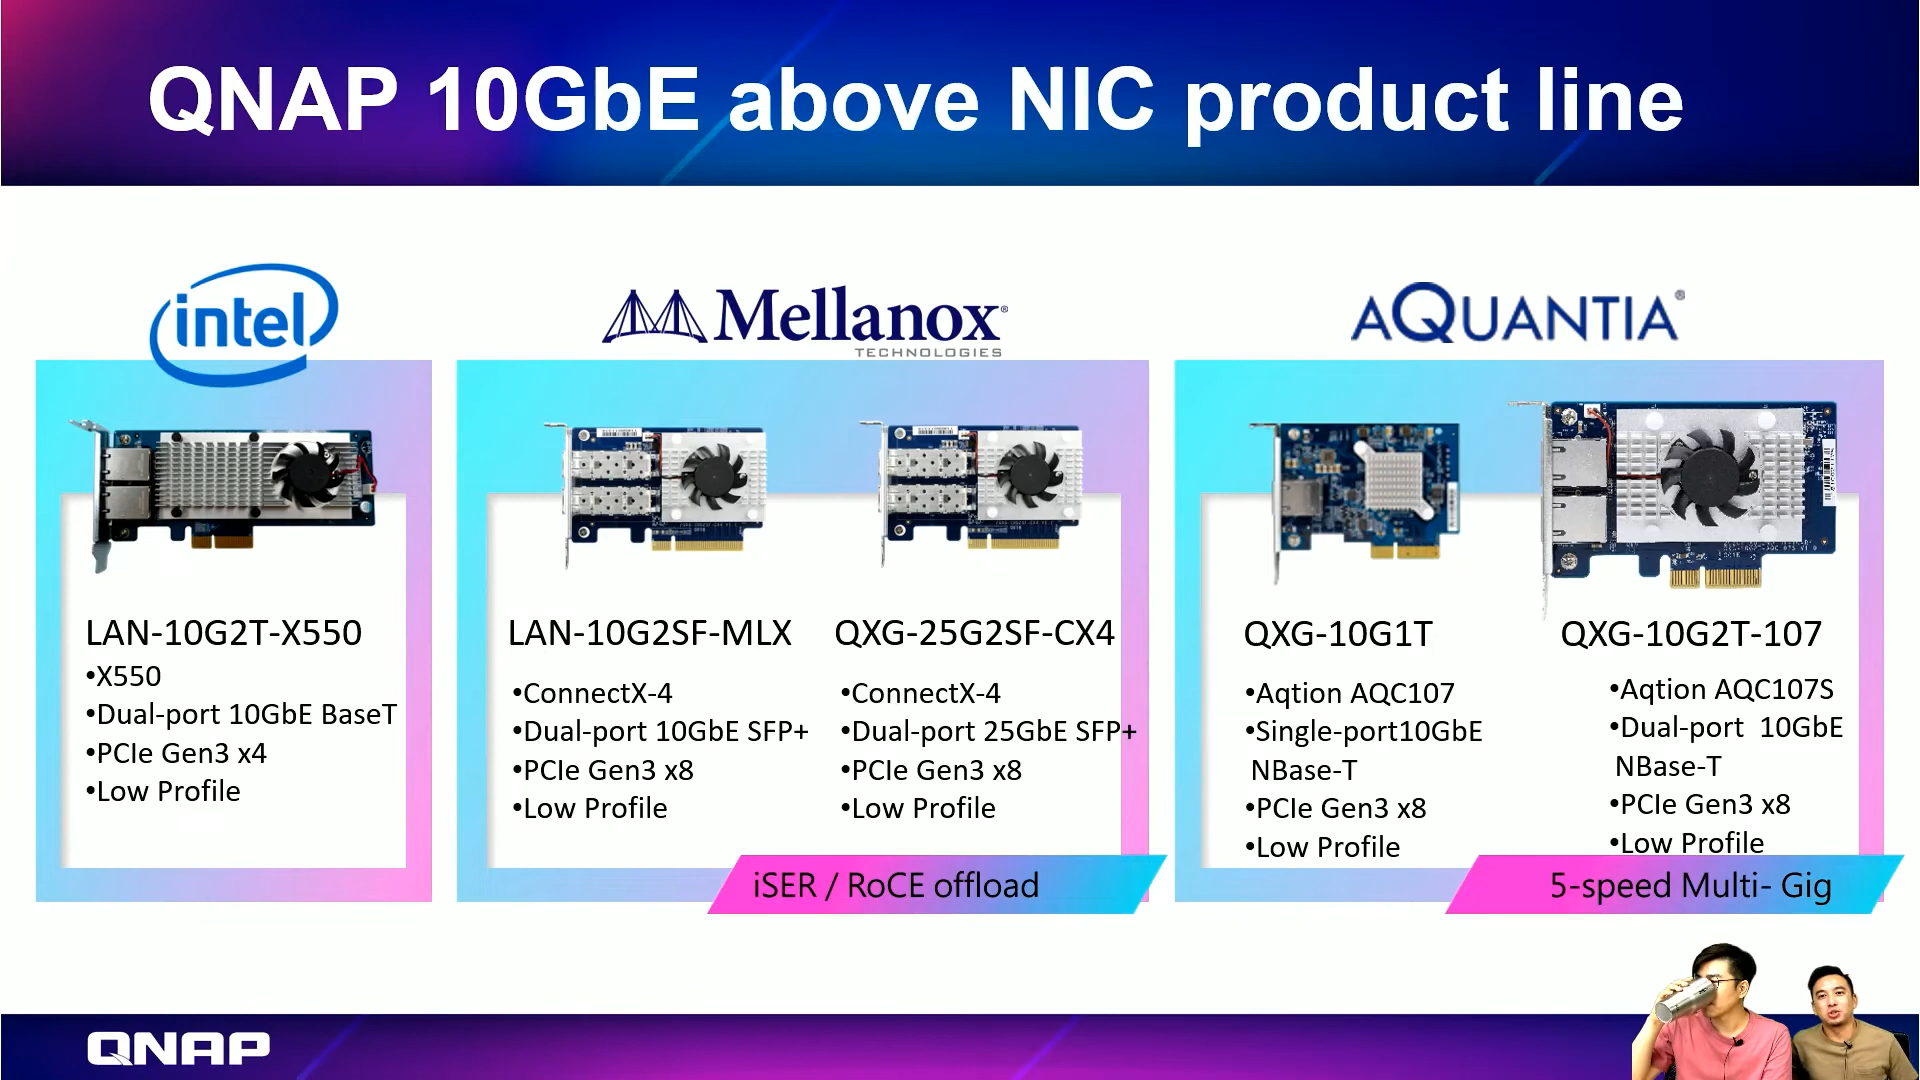 QNAP 10GbE above NIC product line
intel
Mellanox®
TECHNOLOGIES
AQUANTIA®
LAN-10G2T-X550
•X550
•Dual-port 10GbE BaseT
•PCIe Gen3 x4
•Low Profile
LAN-10G2SF-MLX
•ConnectX-4
•Dual-port 10GbE SFP+
•PCIe Gen3 x8
•Low Profile
QXG-25G2SF-CX4
•ConnectX-4
•Dual-port 25GbE SFP+
•PCIe Gen3 x8
•Low Profile
iSER / RoCE offload
QXG-10G1T
•Aqtion AQC107
•Single-port10GbE
NBase-T
•PCIe Gen3 x8
•Low Profile
QXG-10G2T-107
•Aqtion AQC107S
•Dual-port 10GbE
NBase-T
•PCIe Gen3 x8
•Low Profile
5-speed Multi- Gig
QNAP